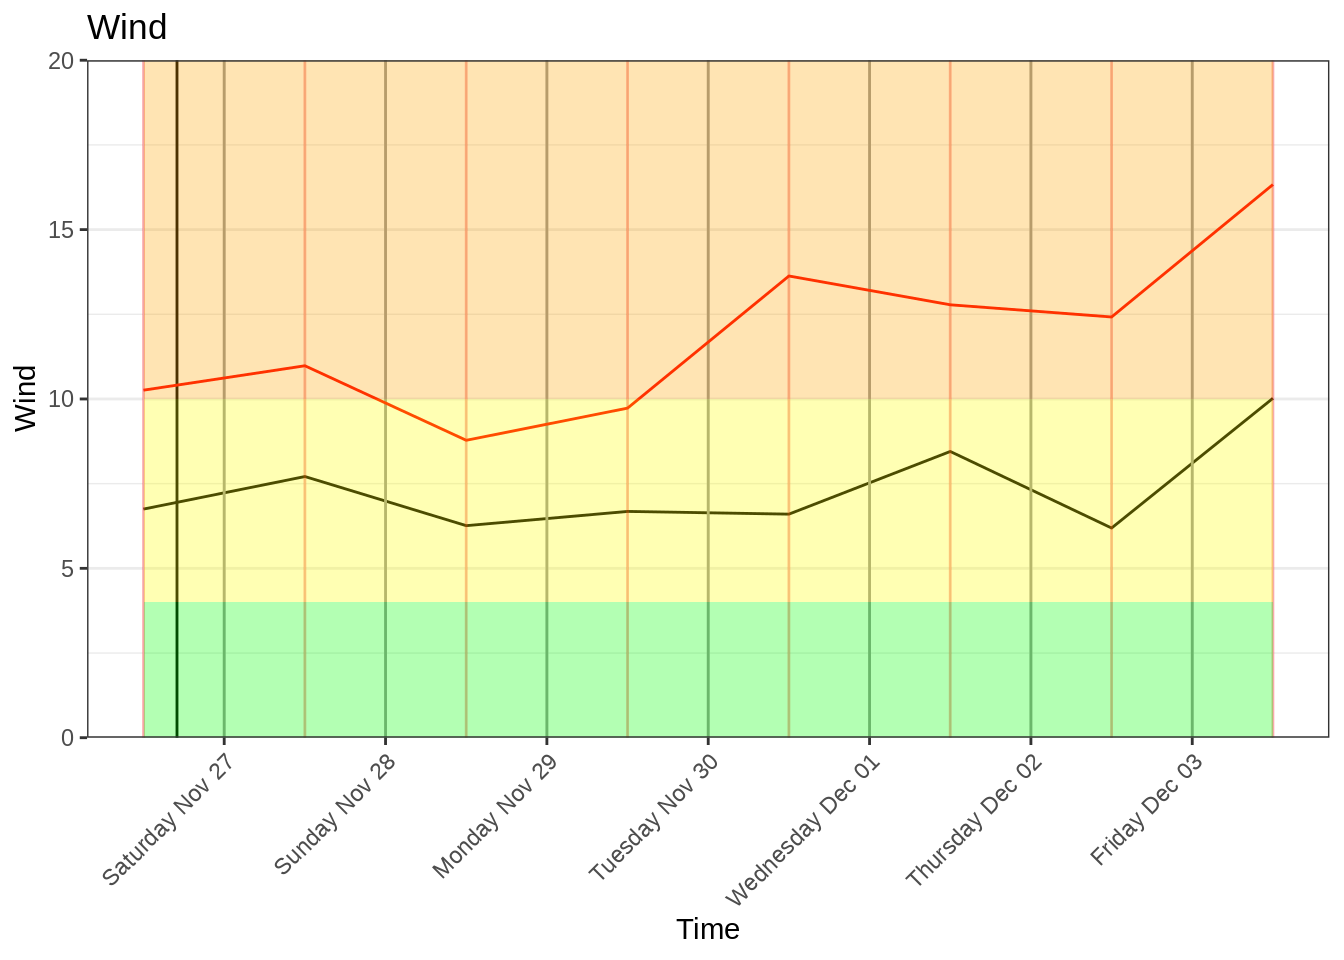 Wind
20
15
10
5
0
Wind
Saturday Nov 27
Sunday Nov 28
Monday Nov 29
Tuesday Nov 30
Wednesday Dec 01
Thursday Dec 02
Friday Dec 03
Time